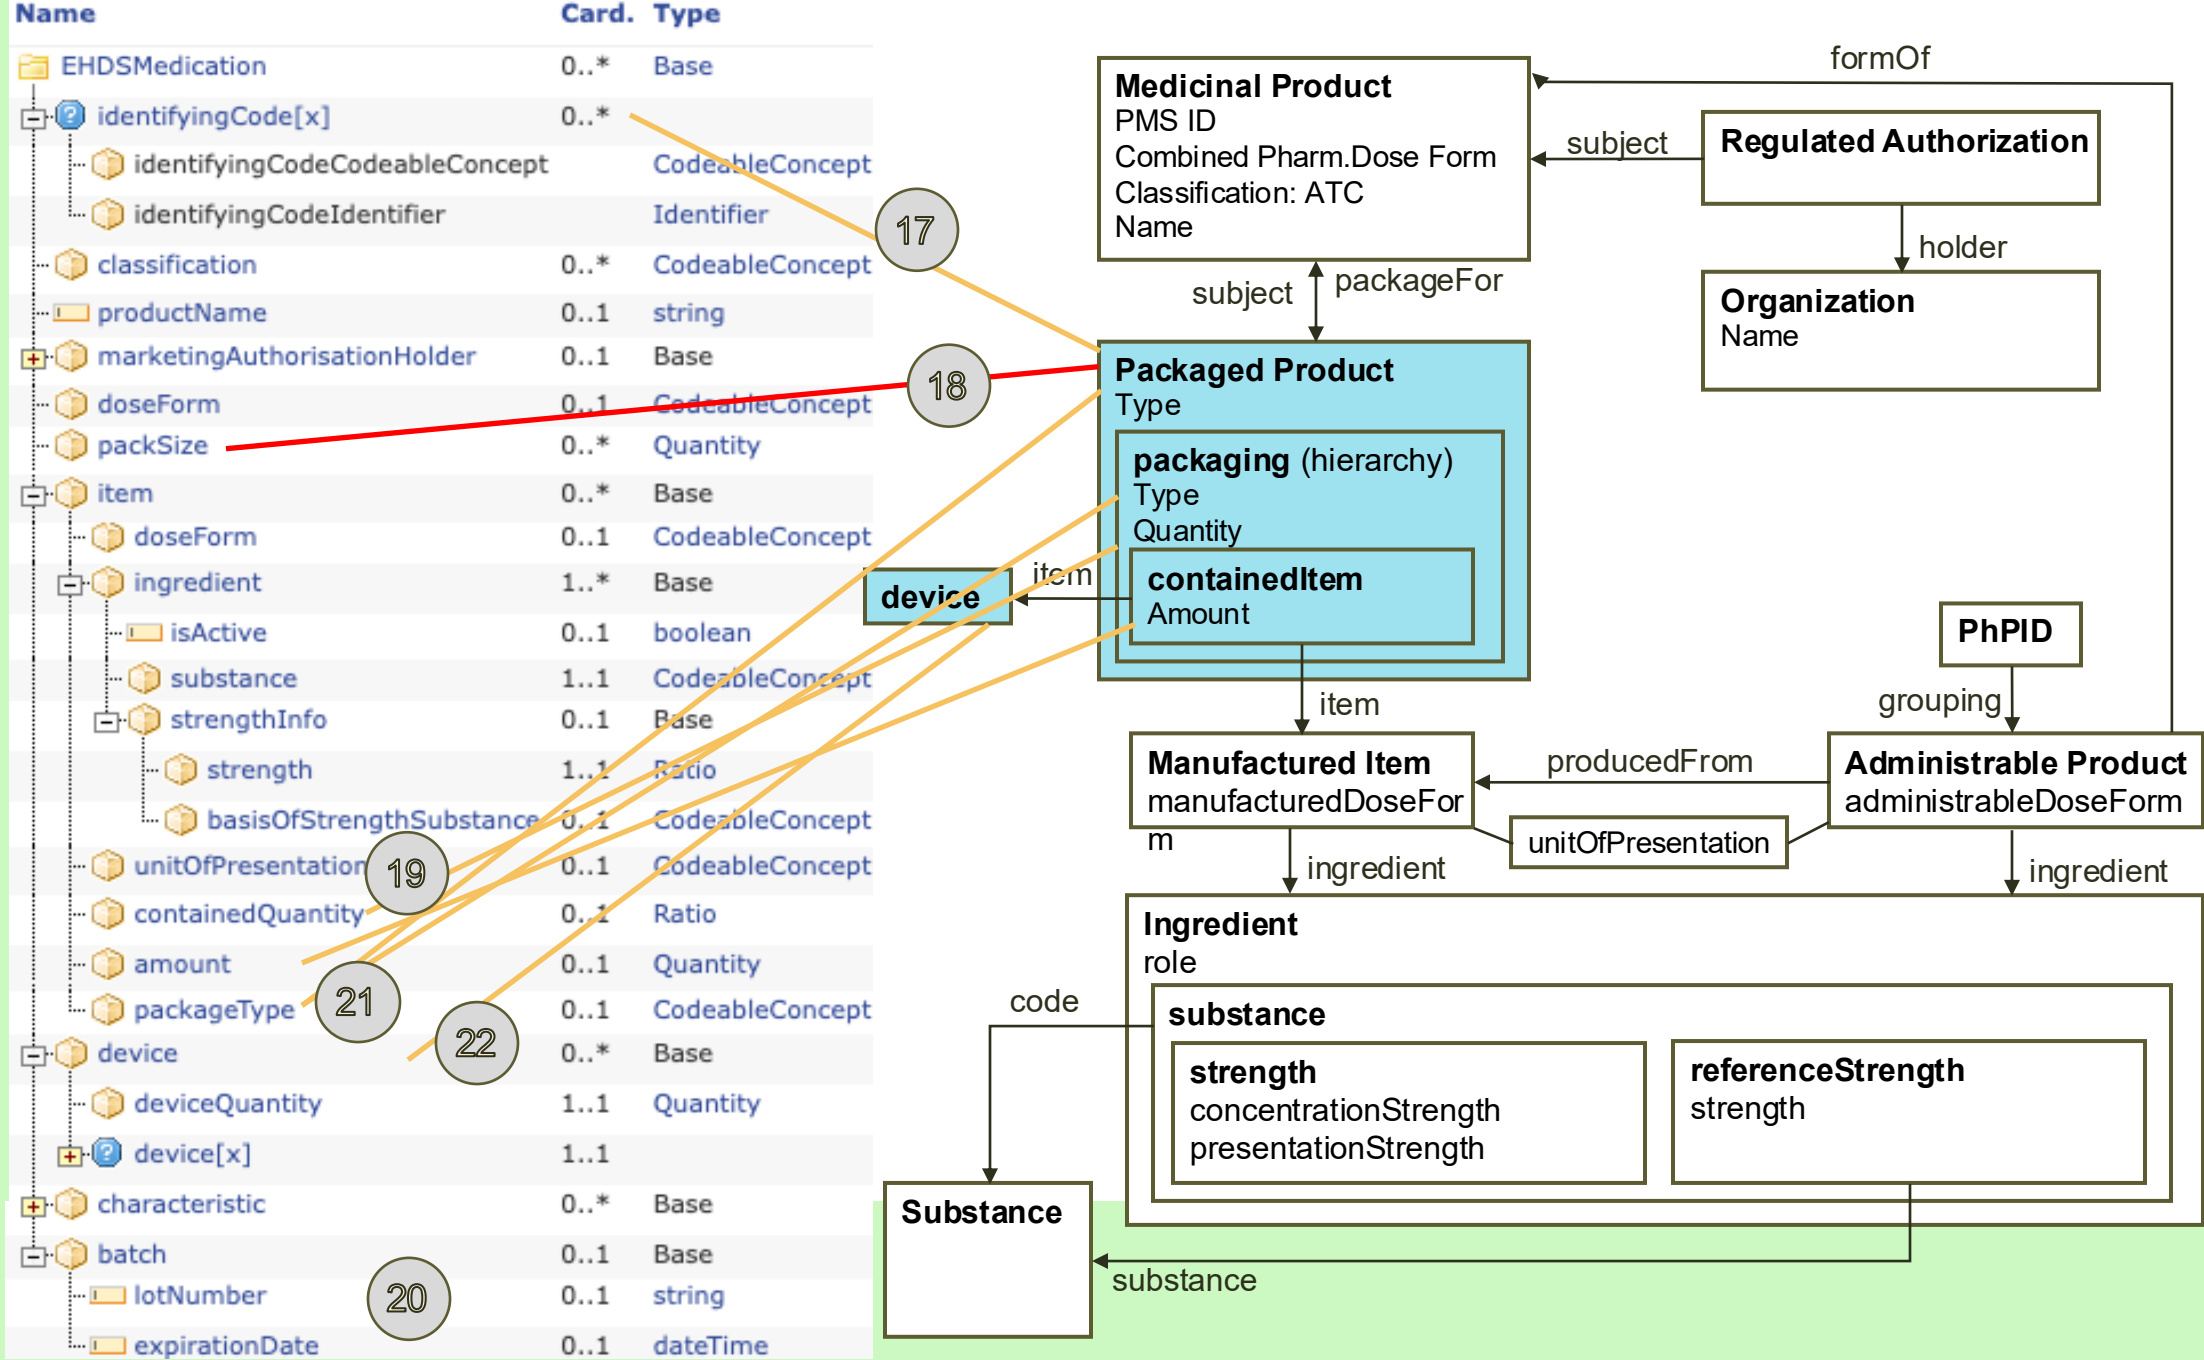 Name Card. Type
EHDSMedication 0..* Base
identifyingCode[x] 0..*
identifyingCodeCodeableConcept CodeableConcept
identifyingCodeIdentifier Identifier
classification 0..* CodeableConcept
productName 0..1 string
marketingAuthorisationHolder 0..1 Base
doseForm 0..1 CodeableConcept
packSize 0..* Quantity
item 0..* Base
doseForm 0..1 CodeableConcept
ingredient 1..* Base
isActive 0..1 boolean
substance 1..1 CodeableConcept
strengthInfo 0..1 Base
strength 1..1 Ratio
basisOfStrengthSubstance 0..1 CodeableConcept
unitOfPresentation 0..1 CodeableConcept
containedQuantity 0..1 Ratio
amount 0..1 Quantity
packageType 0..1 CodeableConcept
device 0..* Base
deviceQuantity 1..1 Quantity
device[x] 1..1
characteristic 0..* Base
batch 0..1 Base
lotNumber 0..1 string
expirationDate 0..1 dateTime
17
18
19
21
22
20
Medicinal Product
PMS ID
Combined Pharm.Dose Form
Classification: ATC
Name
formOf
subject
Regulated Authorization
holder
Organization
Name
subject
packageFor
Packaged Product
Type
packaging (hierarchy)
Type
Quantity
containedItem
Amount
item
device
item
PhPID
grouping
Manufactured Item
manufacturedDoseFor
m
producedFrom
Administrable Product
administrableDoseForm
unitOfPresentation
ingredient
ingredient
Ingredient
role
code
substance
strength
concentrationStrength
presentationStrength
referenceStrength
strength
Substance
substance